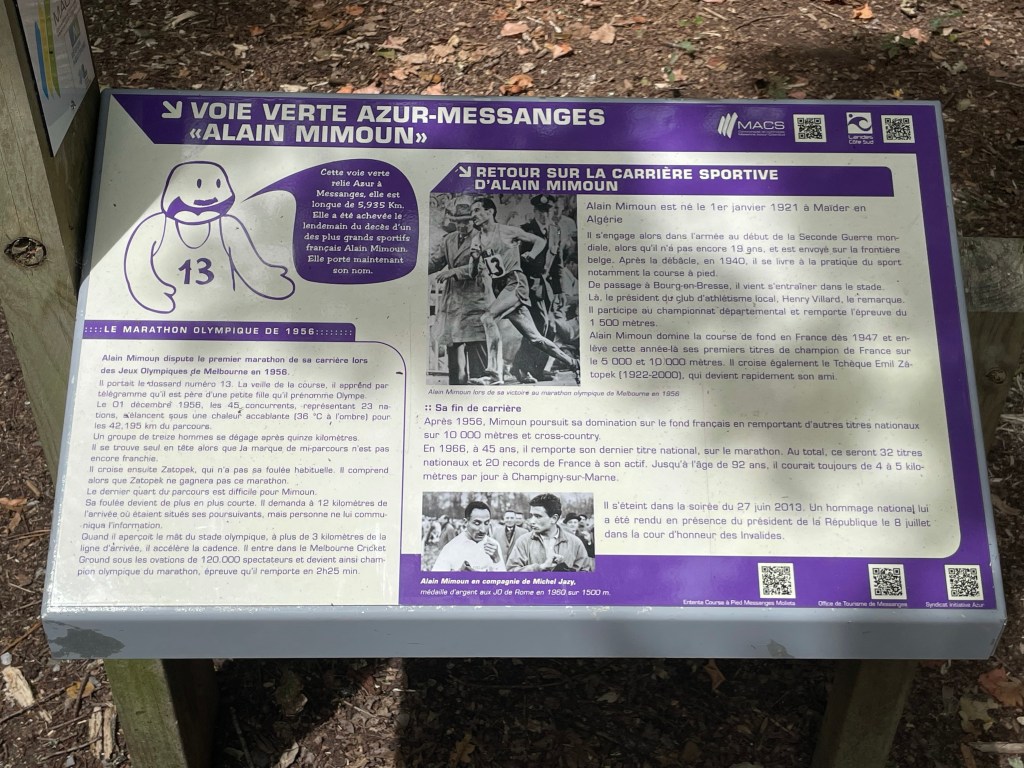 VOIE VERTE AZUR-MESSANGES
«ALAIN MIMOUN»
MACS
Landes
Côte Sud
Cette voie verte
relie Azur à
Messanges, elle est
longue de 5,935 Km.
Elle a été achevée le
lendemain du décès d'un
des plus grands sportifs
français Alain Mimoun.
Elle porte maintenant
son nom.
13
::::LE MARATHON OLYMPIQUE DE 1956::::::::
Alain Mimoun dispute le premier marathon de sa carrière lors
des Jeux Olympiques de Melbourne en 1956.
Il portait le dossard numéro 13. La veille de la course, il apprend par
télégramme qu'il est père d'une petite fille qu'il prénomme Olympe.
Le 01 décembre 1956, les 45 concurrents, représentant 23 na-
tions, s'élancent sous une chaleur accablante (36 °C à l'ombre) pour
les 42,195 km du parcours.
Un groupe de treize hommes se dégage après quinze kilomètres.
Il se trouve seul en tête alors que la marque de mi-parcours n'est pas
encore franchie.
Il croise ensuite Zatopek, qui n'a pas sa foulée habituelle. Il comprend
alors que Zatopek ne gagnera pas ce marathon.
Le dernier quart du parcours est difficile pour Mimoun.
Sa foulée devient de plus en plus courte. Il demanda à 12 kilomètres de
l'arrivée où étaient situés ses poursuivants, mais personne ne lui commu-
niqua l'information.
Quand il aperçoit le mât du stade olympique, à plus de 3 kilomètres de la
ligne d'arrivée, il accélère la cadence. Il entre dans le Melbourne Cricket
Ground sous les ovations de 120.000 spectateurs et devient ainsi cham-
pion olympique du marathon, épreuve qu'il remporte en 2h25 min.
RETOUR SUR LA CARRIÈRE SPORTIVE
D'ALAIN MIMOUN
13
Alain Mimoun est né le 1er janvier 1921 à Maïder en
Algérie
Il s'engage alors dans l'armée au début de la Seconde Guerre mon-
diale, alors qu'il n'a pas encore 19 ans, et est envoyé sur la frontière
belge. Après la débâcle, en 1940, il se livre à la pratique du sport
notamment la course à pied.
De passage à Bourg-en-Bresse, il vient s'entraîner dans le stade.
Là, le président du club d'athlétisme local, Henry Villard, le remarque.
Il participe au championnat départemental et remporte l'épreuve du
1 500 mètres.
Alain Mimoun domine la course de fond en France dès 1947 et en-
lève cette année-là ses premiers titres de champion de France sur
le 5 000 et 10 000 mètres. Il croise également le Tchèque Emil Zá-
topek (1922-2000), qui devient rapidement son ami.
Alain Mimoun lors de sa victoire au marathon olympique de Melbourne en 1956
:: Sa fin de carrière
Après 1956, Mimoun poursuit sa domination sur le fond français en remportant d'autres titres nationaux
sur 10 000 mètres et cross-country.
En 1966, à 45 ans, il remporte son dernier titre national, sur le marathon. Au total, ce seront 32 titres
nationaux et 20 records de France à son actif. Jusqu'à l'âge de 92 ans, il courait toujours de 4 à 5 kilo-
mètres par jour à Champigny-sur-Marne.
Il s'éteint dans la soirée du 27 juin 2013. Un hommage national lui
a été rendu en présence du président de la République le 8 juillet
dans la cour d'honneur des Invalides.
Alain Mimoun en compagnie de Michel Jazy,
médaille d'argent aux JO de Rome en 1960 sur 1500 m.
Entente Course à Pied Messanges Moliets
Office de Tourisme de Messanges
Syndicat Initiative Azur